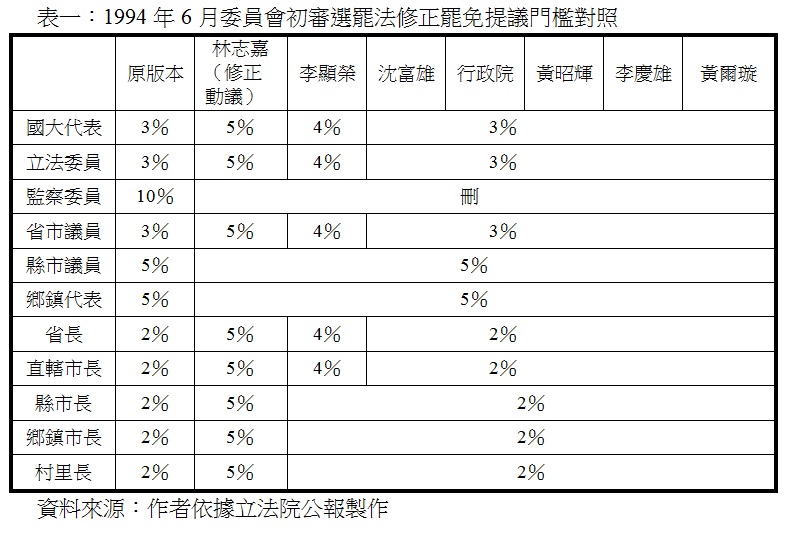 表一：1994 年 6 月委員會初審選罷法修正罷免提議門檻對照
原版本 林志嘉（修正動議） 李顯榮 沈富雄 行政院 黃昭輝 李慶雄 黃爾璇
國大代表 3% 5% 4% 3%
立法委員 3% 5% 4% 3%
監察委員 10% 刪
省市議員 3% 5% 4% 3%
縣市議員 5% 5%
鄉鎮代表 5% 5%
省長 2% 5% 4% 2%
直轄市長 2% 5% 4% 2%
縣市長 2% 5% 2%
鄉鎮市長 2% 5% 2%
村里長 2% 5% 2%
資料來源：作者依據立法院公報製作